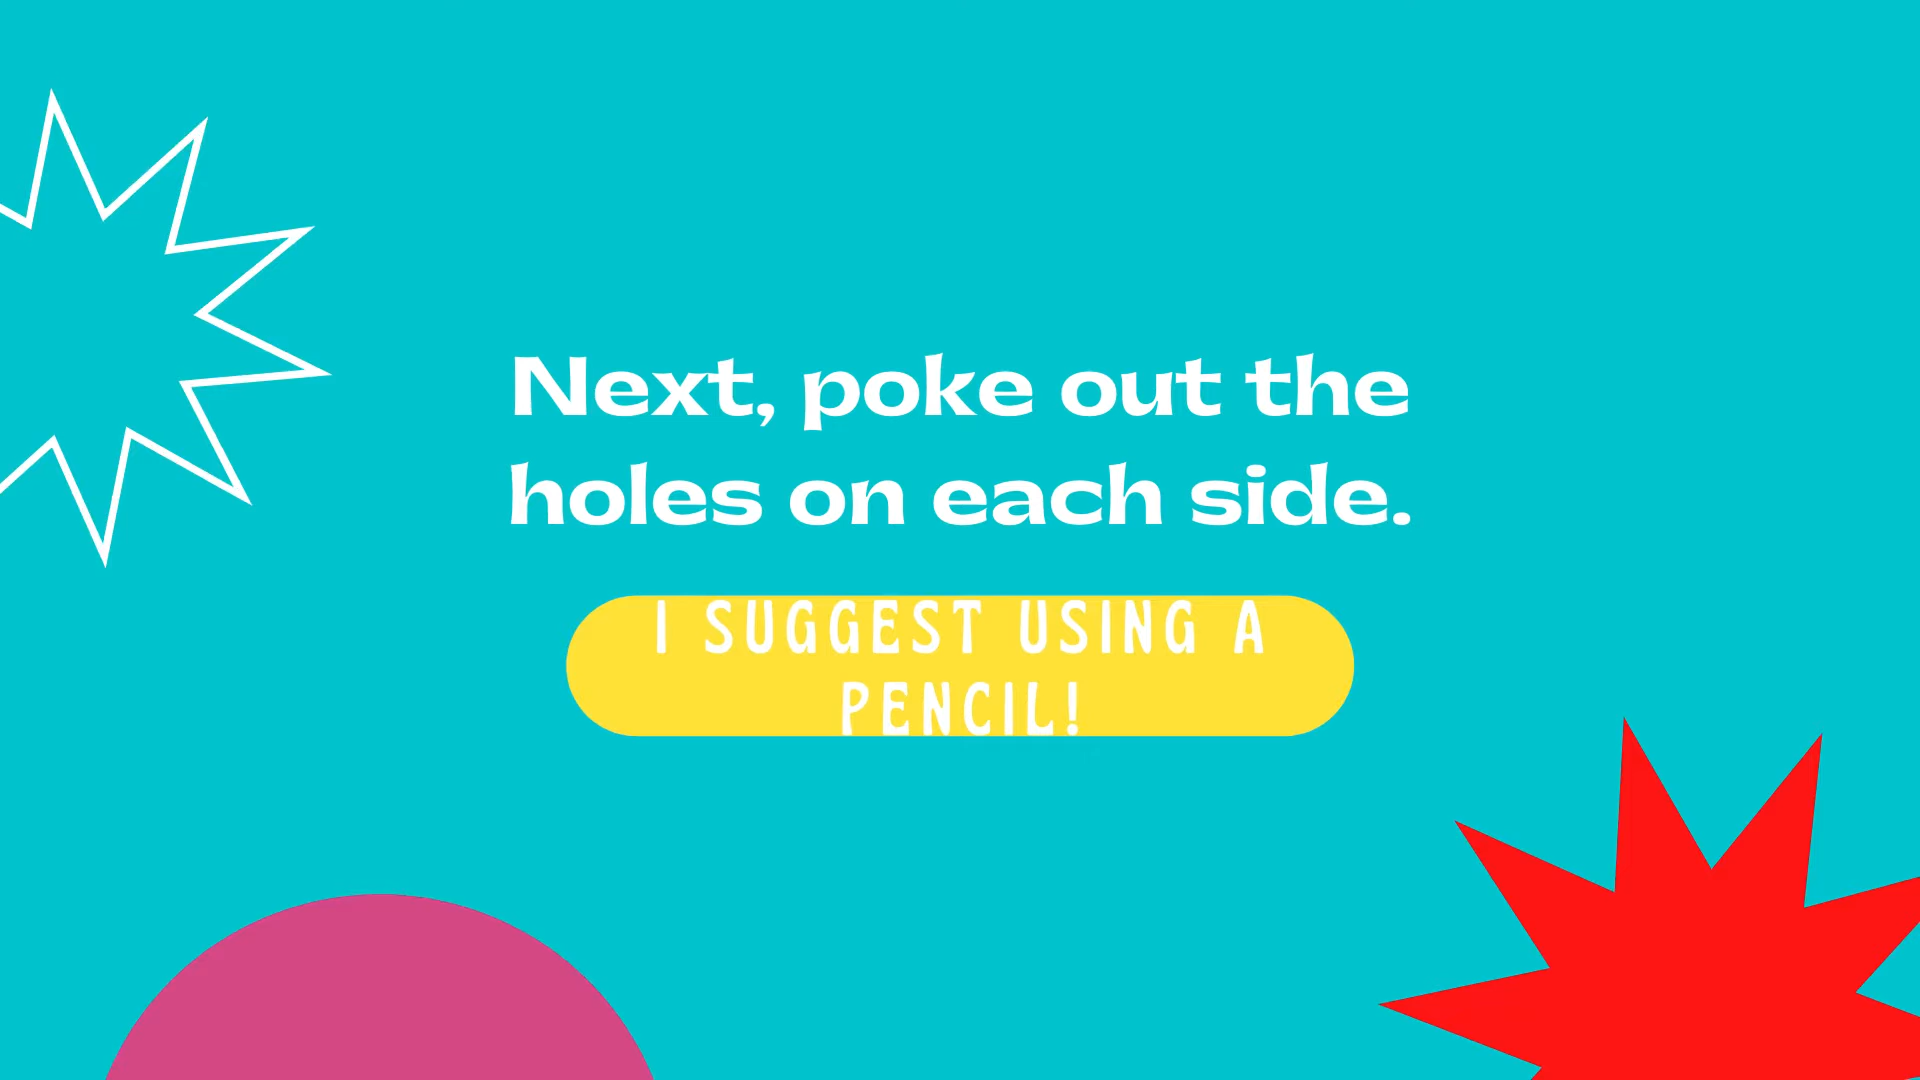 Next, poke out the
holes on each side.
I SUGGEST USING A
PENCIL!